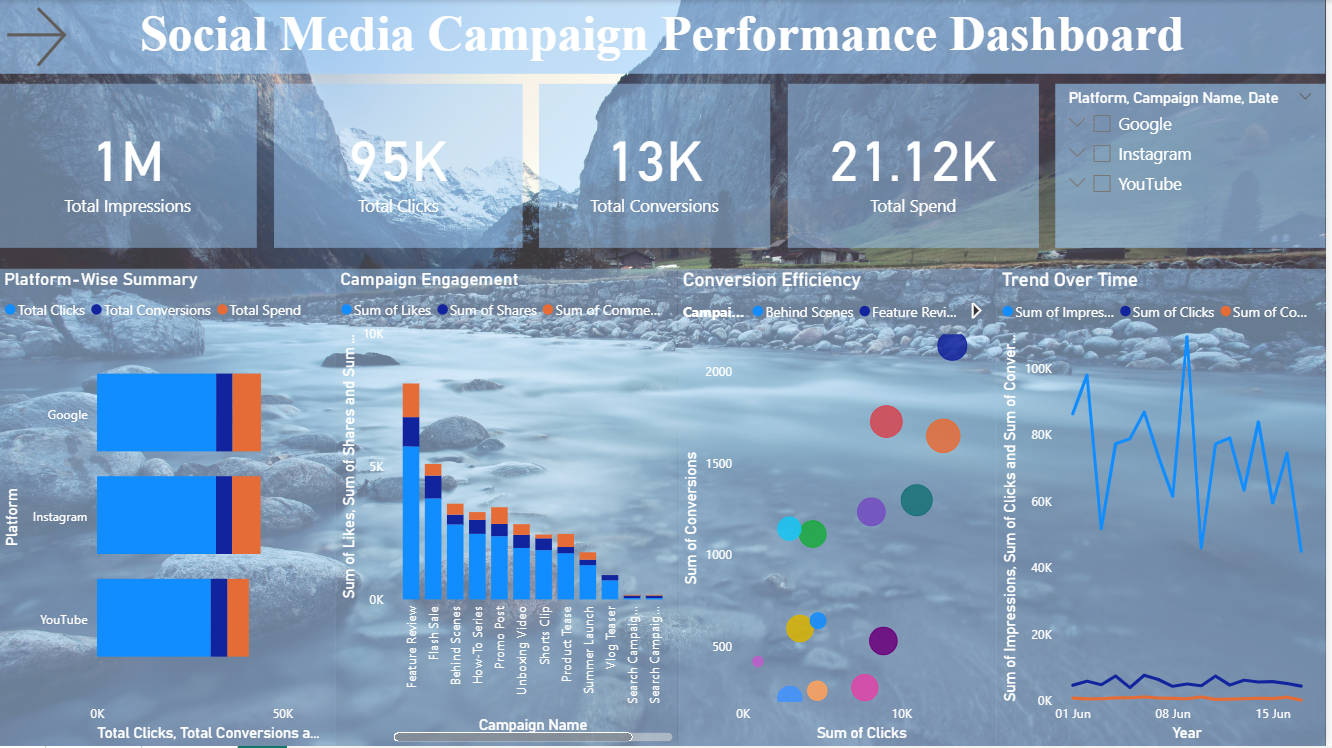 Social Media Campaign Performance Dashboard
1M
Total Impressions
95K
Total Clicks
13K
Total Conversions
21.12K
Total Spend
Platform, Campaign Name, Date
Google
Instagram
YouTube
Platform-Wise Summary
Total Clicks Total Conversions Total Spend
Platform
Google
Instagram
YouTube
0K 50K
Total Clicks, Total Conversions a...
Campaign Engagement
Sum of Likes Sum of Shares Sum of Comme...
Sum of Likes, Sum of Shares and Sum ...
10K
5K
0K
Feature Review
Flash Sale
Behind Scenes
How-To Series
Promo Post
Unboxing Video
Shorts Clip
Product Tease
Summer Launch
Vlog Teaser
Search Campaig...
Search Campaig...
Campaign Name
Conversion Efficiency
Campai... Behind Scenes Feature Revi...
Sum of Conversions
2000
1500
1000
500
0K 10K
Sum of Clicks
Trend Over Time
Sum of Impres... Sum of Clicks Sum of Co...
Sum of Impressions, Sum of Clicks and Sum of Conver...
100K
80K
60K
40K
20K
0K
01 Jun 08 Jun 15 Jun
Year